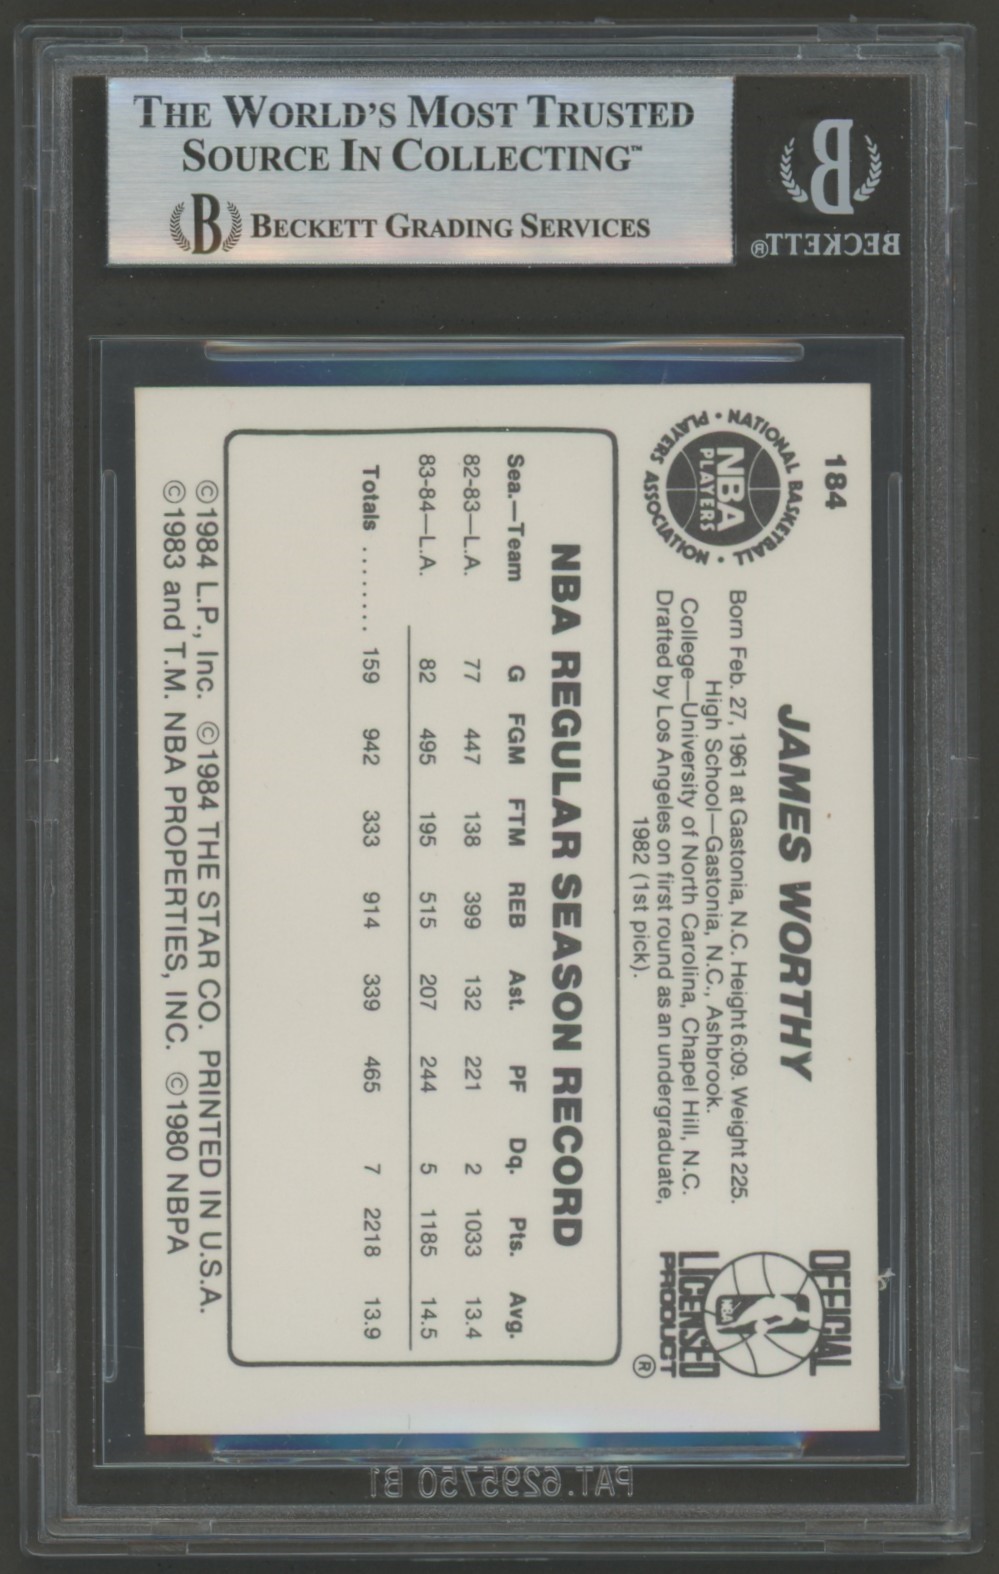 THE WORLD'S MOST TRUSTED
SOURCE IN COLLECTING™
B BECKETT GRADING SERVICES
B
BECKETT®
184
NATIONAL BASKETBALL • PLAYERS ASSOCIATION •
NBA
PLAYERS
JAMES WORTHY
Born Feb. 27, 1961 at Gastonia, N.C. Height 6:09. Weight 225.
High School—Gastonia, N.C., Ashbrook.
College—University of North Carolina, Chapel Hill, N.C.
Drafted by Los Angeles on first round as an undergraduate,
1982 (1st pick).
OFFICIAL
NBA
LICENSED
PRODUCT ®
NBA REGULAR SEASON RECORD
Sea.—Team G FGM FTM REB Ast. PF Dq. Pts. Avg.
82-83—L.A. 77 447 138 399 132 221 2 1033 13.4
83-84—L.A. 82 495 195 515 207 244 5 1185 14.5
Totals ........ 159 942 333 914 339 465 7 2218 13.9
©1984 L.P., Inc. ©1984 THE STAR CO. PRINTED IN U.S.A.
©1983 and T.M. NBA PROPERTIES, INC. ©1980 NBPA
PAT. 6295750 B1